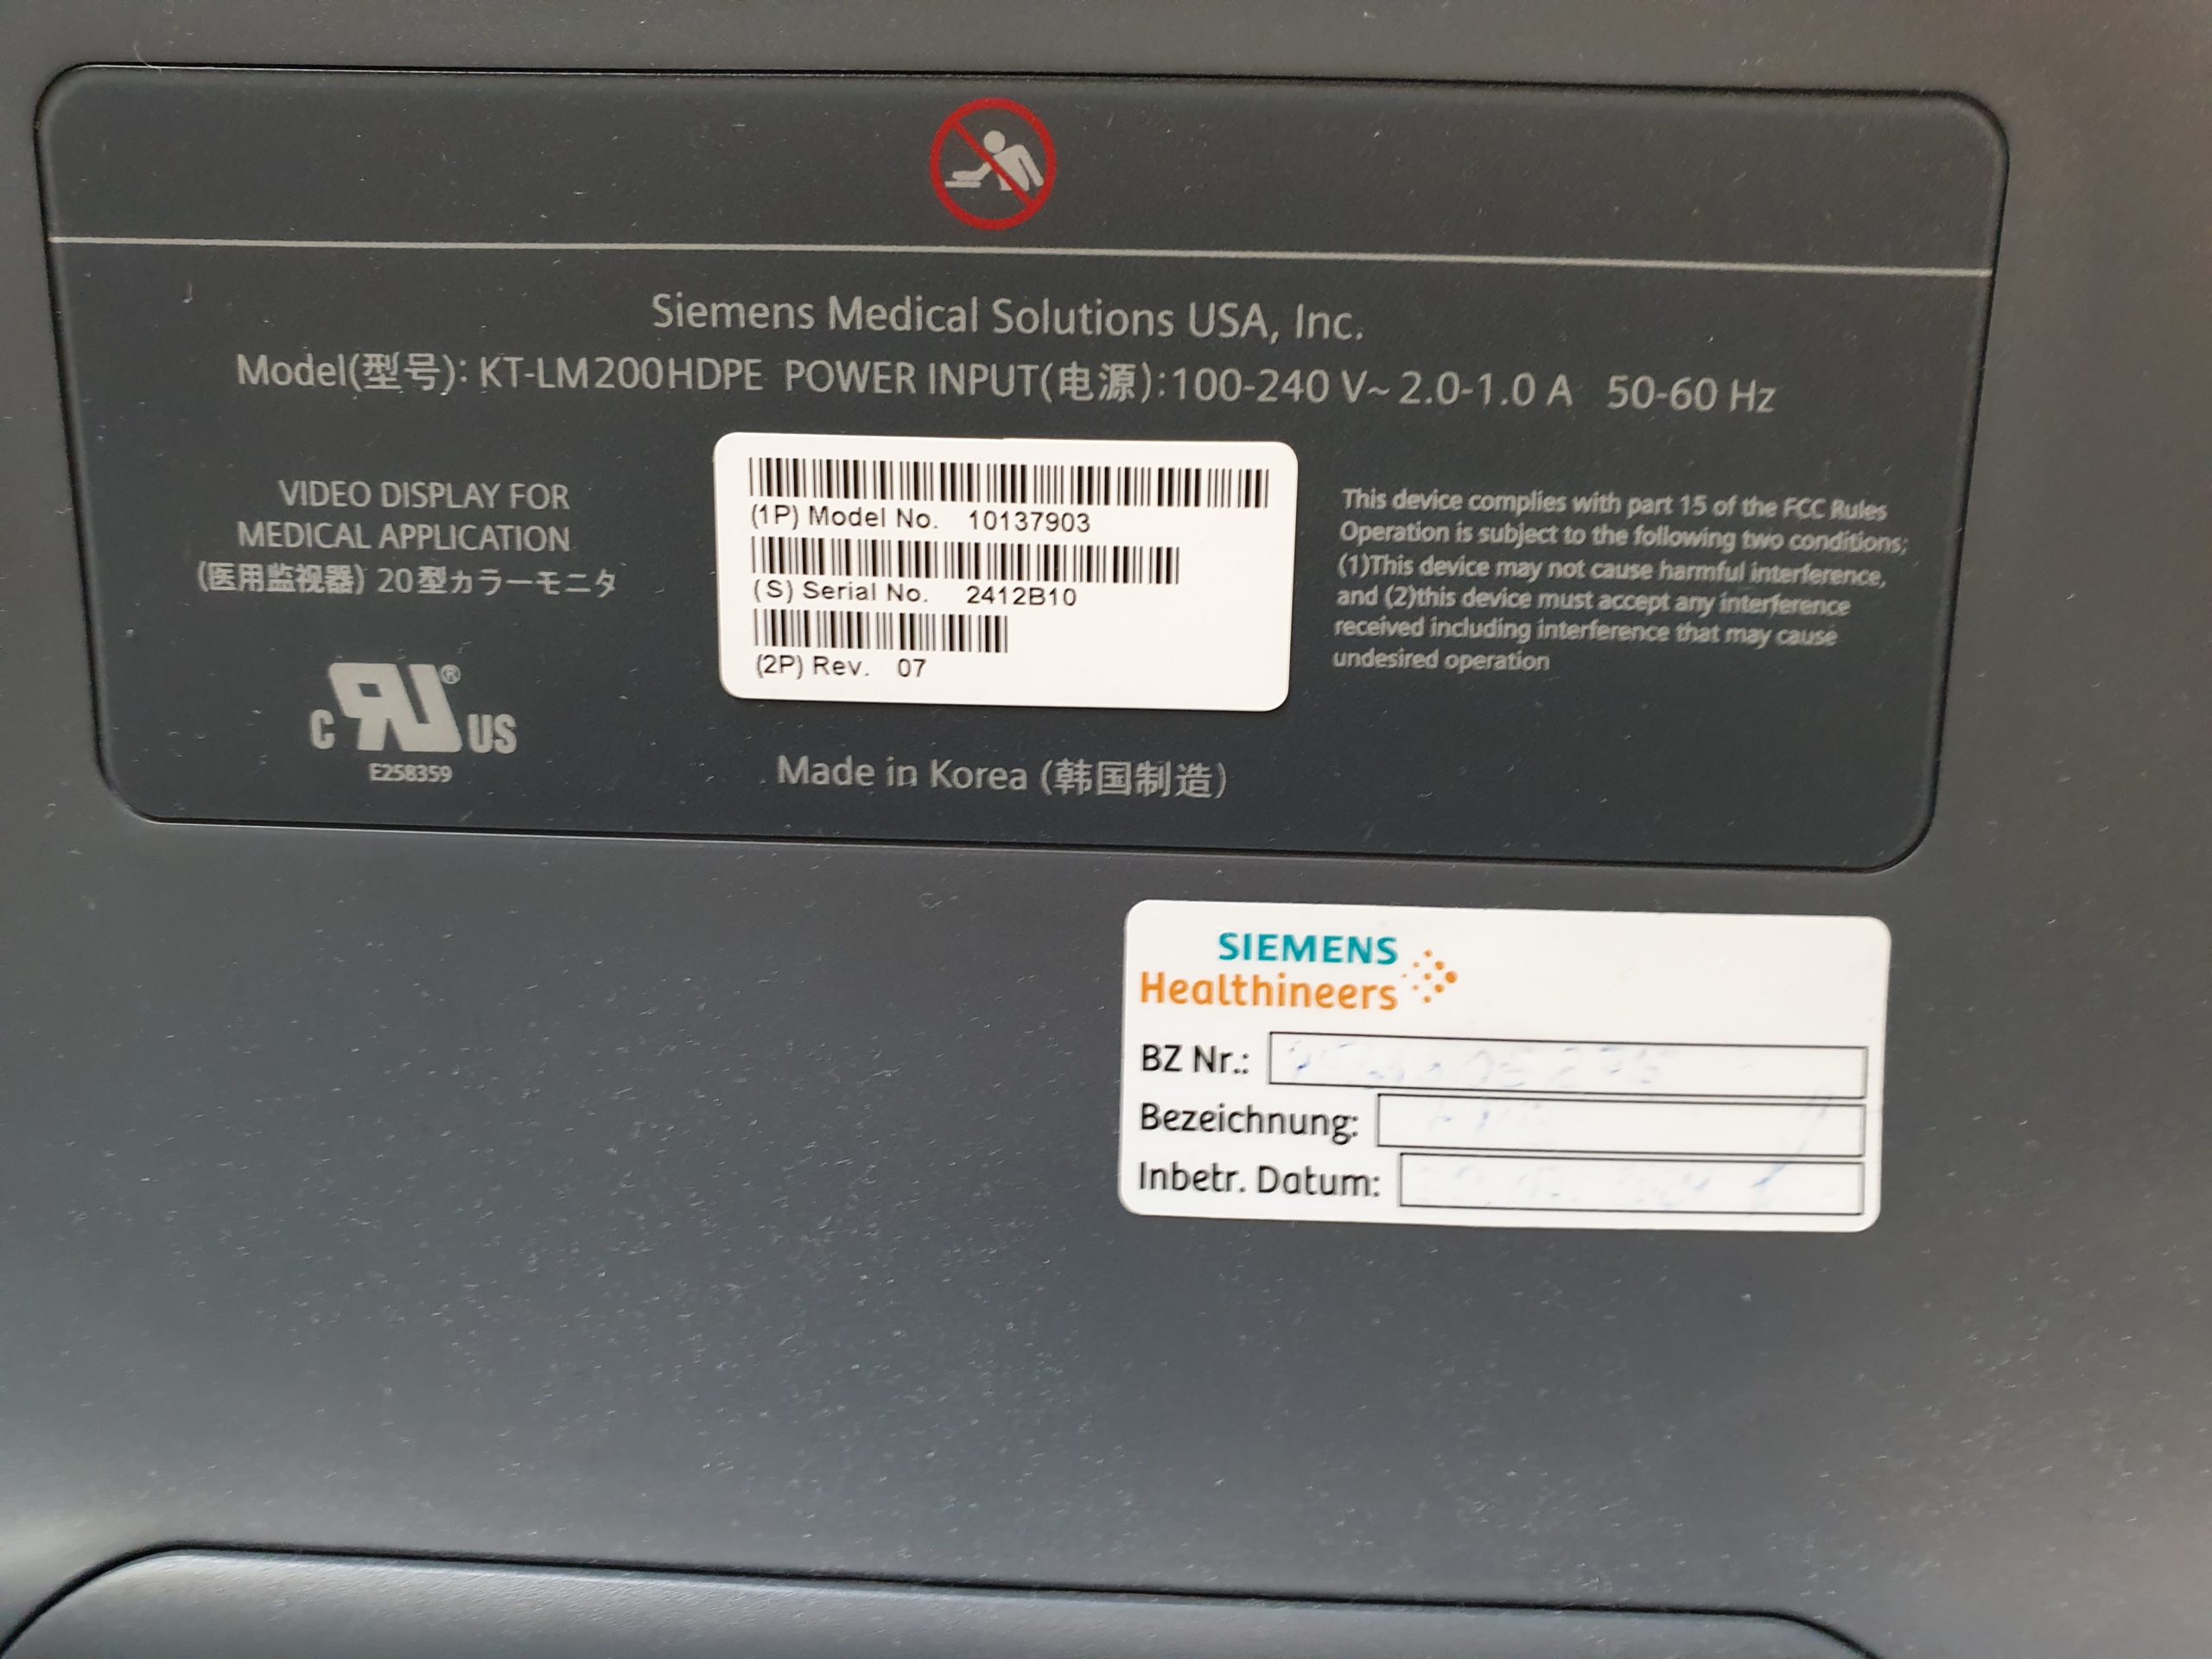 Siemens Medical Solutions USA, Inc.
Model(型号): KT-LM200HDPE POWER INPUT(电源):100-240 V~ 2.0-1.0 A 50-60 Hz
VIDEO DISPLAY FOR
MEDICAL APPLICATION
(医用监视器) 20型カラーモニタ
C RU® US
E258359
(1P) Model No. 10137903
(S) Serial No. 2412B10
(2P) Rev. 07
Made in Korea (韩国制造)
This device complies with part 15 of the FCC Rules
Operation is subject to the following two conditions;
(1)This device may not cause harmful interference,
and (2)this device must accept any interference
received including interference that may cause
undesired operation
SIEMENS
Healthineers
BZ Nr.:
Bezeichnung:
Inbetr. Datum: